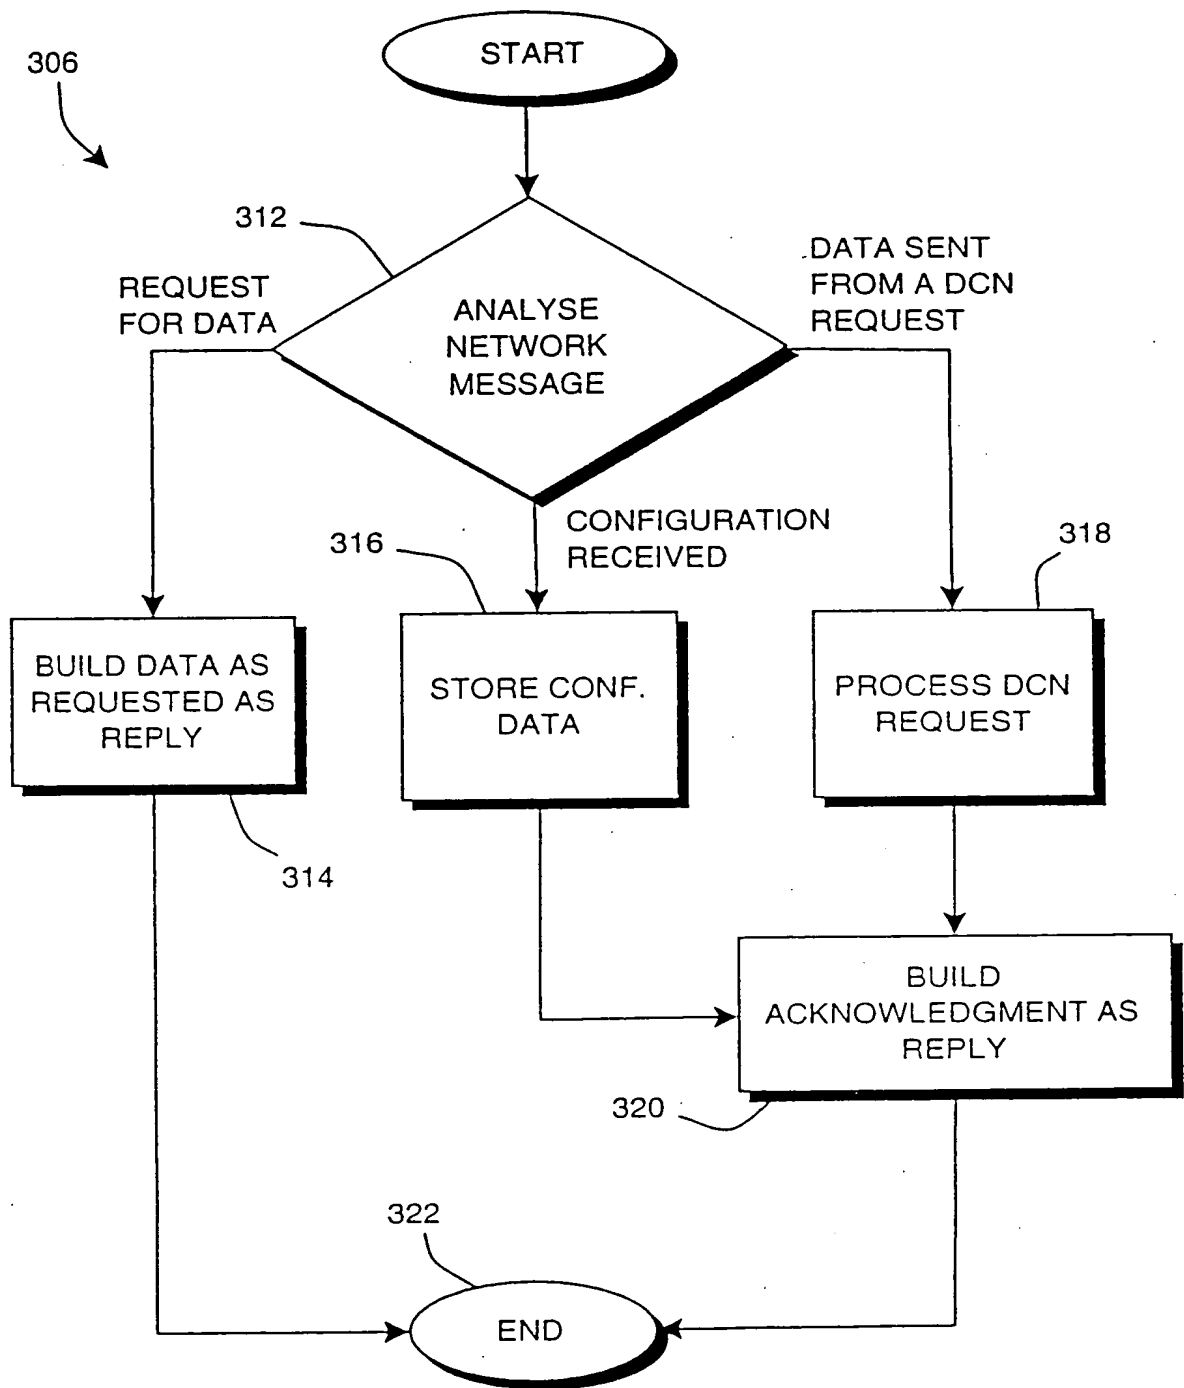 START
306
312
REQUEST
FOR DATA
ANALYSE
NETWORK
MESSAGE
DATA SENT
FROM A DCN
REQUEST
CONFIGURATION
RECEIVED
316
318
BUILD DATA AS
REQUESTED AS
REPLY
STORE CONF.
DATA
PROCESS DCN
REQUEST
314
BUILD
ACKNOWLEDGMENT AS
REPLY
320
322
END